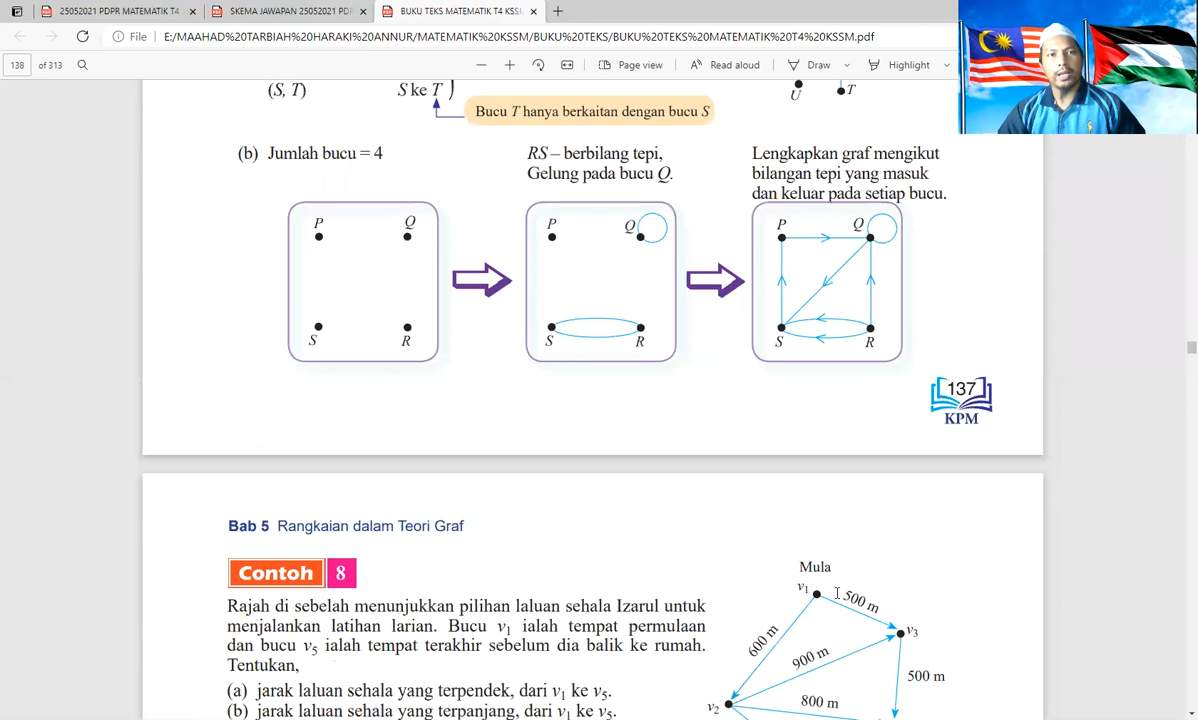 25052021 PDPR MATEMATIK T4
SKEMA JAWAPAN 25052021 PDF
BUKU TEKS MATEMATIK T4 KSSM
File E:/MAAHAD%20TARBIAH%20HARAKI%20ANNUR/MATEMATIK%20KSSM/BUKU%20TEKS/BUKU%20TEKS%20MATEMATIK%20T4%20KSSM.pdf
138 of 313 Page view Read aloud Draw Highlight
(S, T) S ke T
U T
Bucu T hanya berkaitan dengan bucu S
(b) Jumlah bucu = 4
RS – berbilang tepi,
Gelung pada bucu Q.
Lengkapkan graf mengikut
bilangan tepi yang masuk
dan keluar pada setiap bucu.
P Q
S R
P Q
S R
P Q
S R
137
KPM
Bab 5 Rangkaian dalam Teori Graf
Contoh 8
Rajah di sebelah menunjukkan pilihan laluan sehala Izarul untuk
menjalankan latihan larian. Bucu v1 ialah tempat permulaan
dan bucu v5 ialah tempat terakhir sebelum dia balik ke rumah.
Tentukan,
(a) jarak laluan sehala yang terpendek, dari v1 ke v5.
(b) jarak laluan sehala yang terpanjang, dari v1 ke v5.
Mula
v1
500 m
v3
600 m
900 m
500 m
v2
800 m